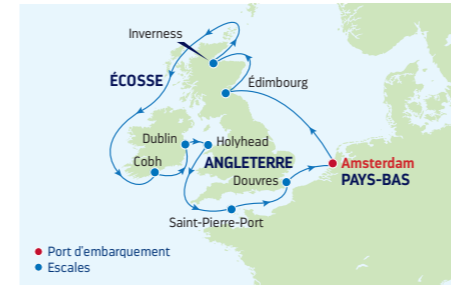 Inverness
ÉCOSSE
Édimbourg
Dublin
Holyhead
Cobh
ANGLETERRE
Amsterdam
Douvres
PAYS-BAS
Saint-Pierre-Port
Port d'embarquement
Escales